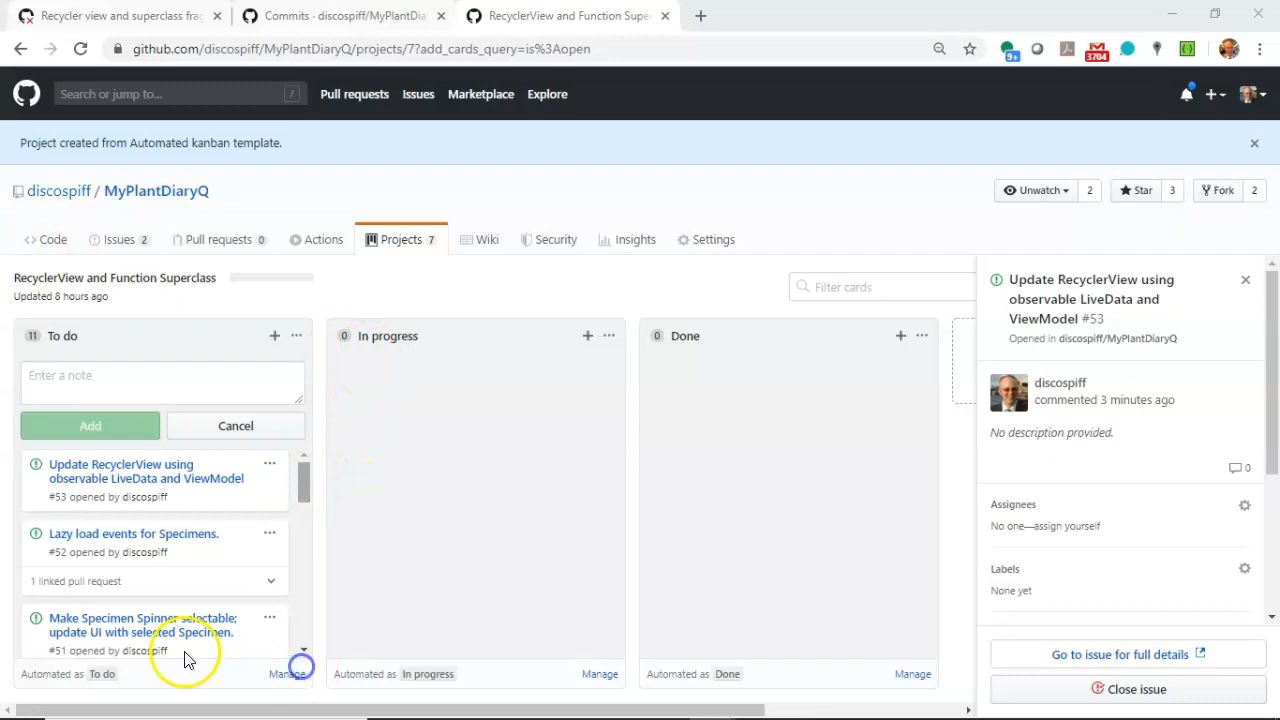 Recycler view and superclass frag
Commits · discospiff/MyPlantDia
RecyclerView and Function Super
github.com/discospiff/MyPlantDiaryQ/projects/7?add_cards_query=is%3Aopen
9+
3704
Search or jump to...
/
Pull requests
Issues
Marketplace
Explore
Project created from Automated kanban template.
discospiff / MyPlantDiaryQ
Unwatch 2
Star 3
Fork 2
Code
Issues 2
Pull requests 0
Actions
Projects 7
Wiki
Security
Insights
Settings
RecyclerView and Function Superclass
Updated 8 hours ago
Filter cards
11 To do
Enter a note
Add
Cancel
Update RecyclerView using
observable LiveData and ViewModel
#53 opened by discospiff
Lazy load events for Specimens.
#52 opened by discospiff
1 linked pull request
Make Specimen Spinner selectable;
update UI with selected Specimen.
#51 opened by discospiff
Automated as To do
Manage
0 In progress
Automated as In progress
Manage
0 Done
Automated as Done
Manage
Update RecyclerView using
observable LiveData and
ViewModel #53
Opened in discospiff/MyPlantDiaryQ
discospiff
commented 3 minutes ago
No description provided.
0
Assignees
No one—assign yourself
Labels
None yet
Go to issue for full details
Close issue